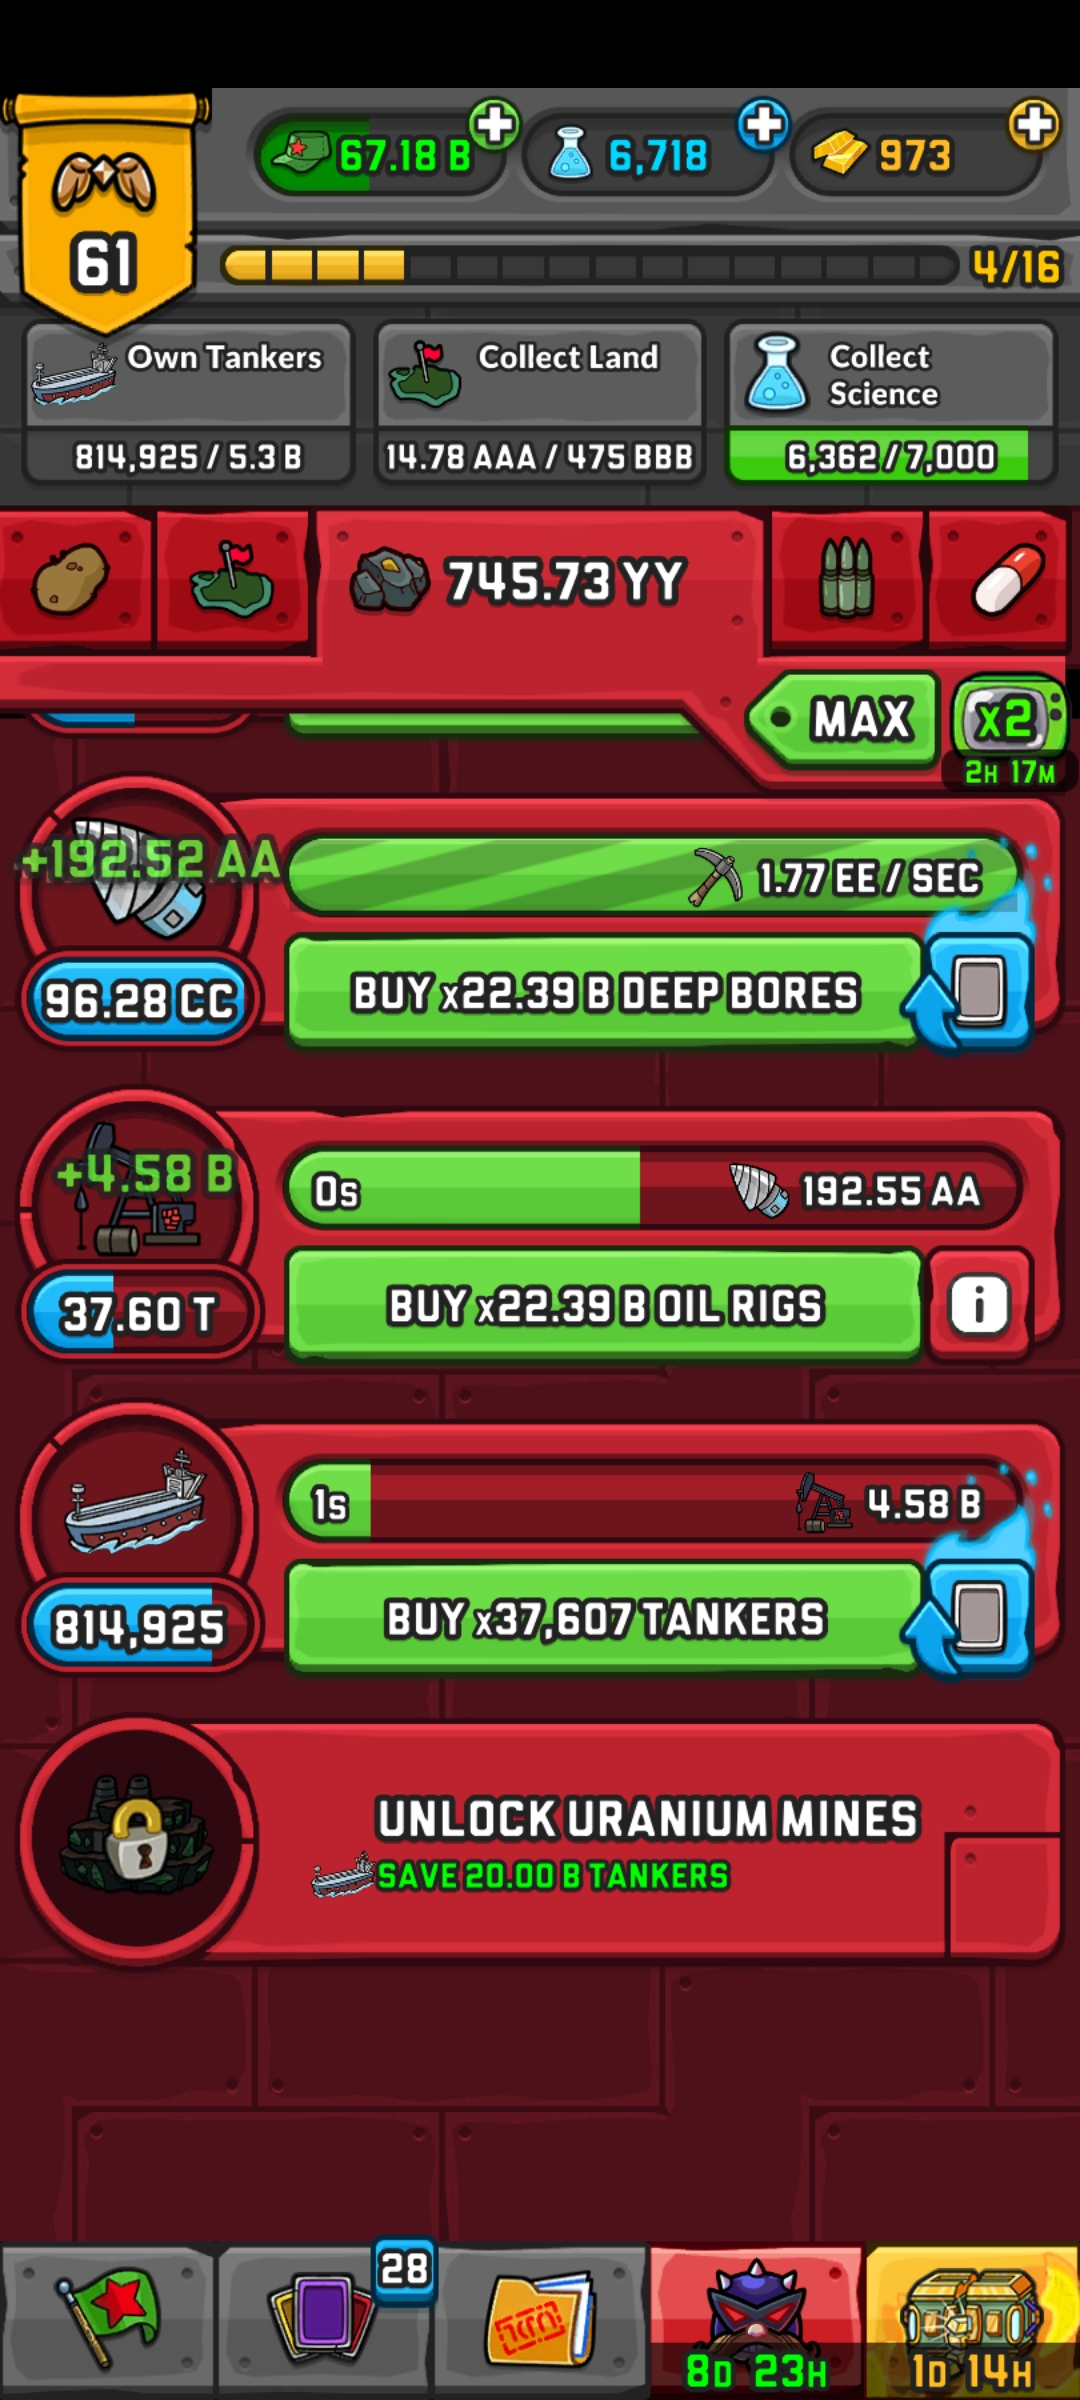 67.18 B
6,718
973
61
4/16
Own Tankers
814,925 / 5.3 B
Collect Land
14.78 AAA / 475 BBB
Collect
Science
6,362 / 7,000
745.73 YY
MAX
x2
2H 17M
+192.52 AA
1.77 EE / SEC
96.28 CC
BUY x22.39 B DEEP BORES
+4.58 B
0s
192.55 AA
37.60 T
BUY x22.39 B OIL RIGS
i
1s
4.58 B
814,925
BUY x37,607 TANKERS
UNLOCK URANIUM MINES
SAVE 20.00 B TANKERS
28
8D 23H
1D 14H